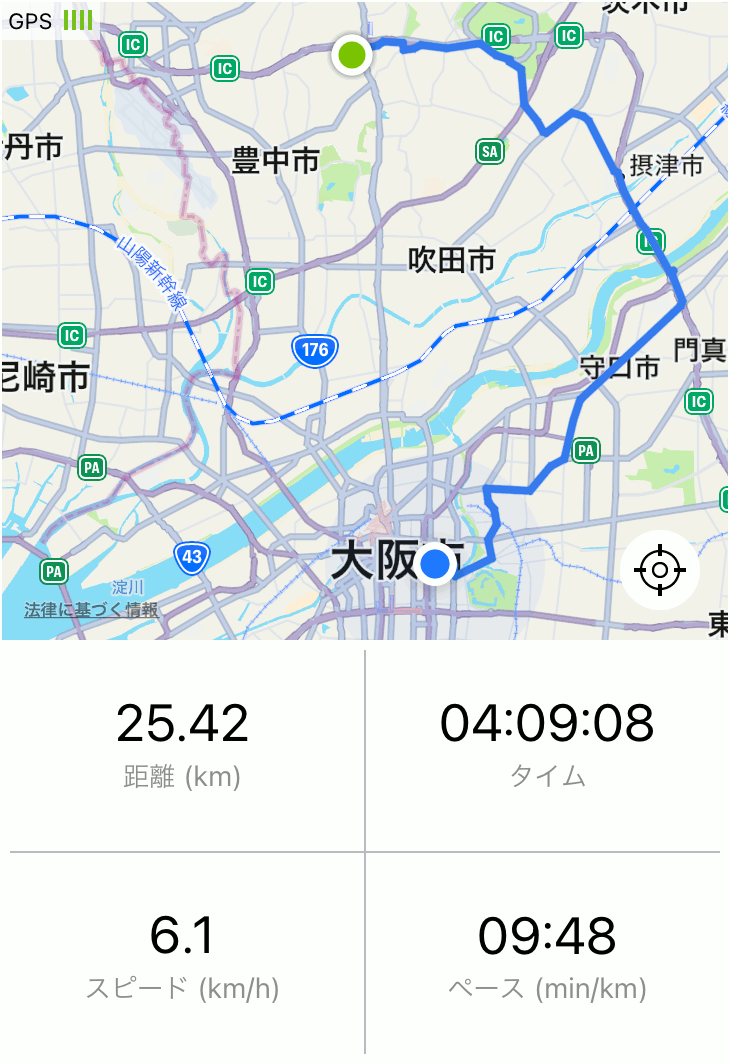 GPS
茨木市
IC
IC
IC
IC
丹市
豊中市
SA
摂津市
吹田市
IC
山陽新幹線
IC
IC
176
門真
守口市
尼崎市
IC
PA
PA
大阪市
43
PA
淀川
法律に基づく情報
東
25.42
距離 (km)
04:09:08
タイム
6.1
スピード (km/h)
09:48
ペース (min/km)